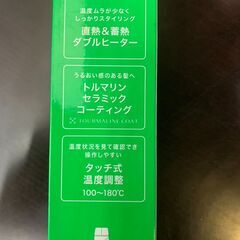 温度ムラが少なく
しっかりスタイリング
直熱&蓄熱
ダブルヒーター
うるおい感のある髪へ
トルマリン
セラミック
コーティング
TOURMALINE COAT
温度状況を見て確認でき
操作しやすい
タッチ式
温度調整
100~180℃